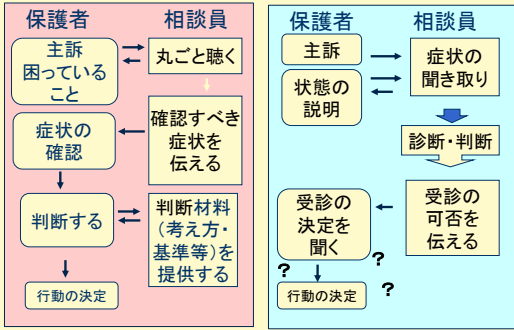 保護者
相談員
主訴
困っている
こと
丸ごと聴く
確認すべき
症状を
伝える
症状の
確認
判断する
判断材料
(考え方・
基準等)を
提供する
行動の決定
保護者
相談員
主訴
状態の
説明
症状の
聞き取り
診断・判断
受診の
可否を
伝える
受診の
決定を
聞く
?
?
?
行動の決定